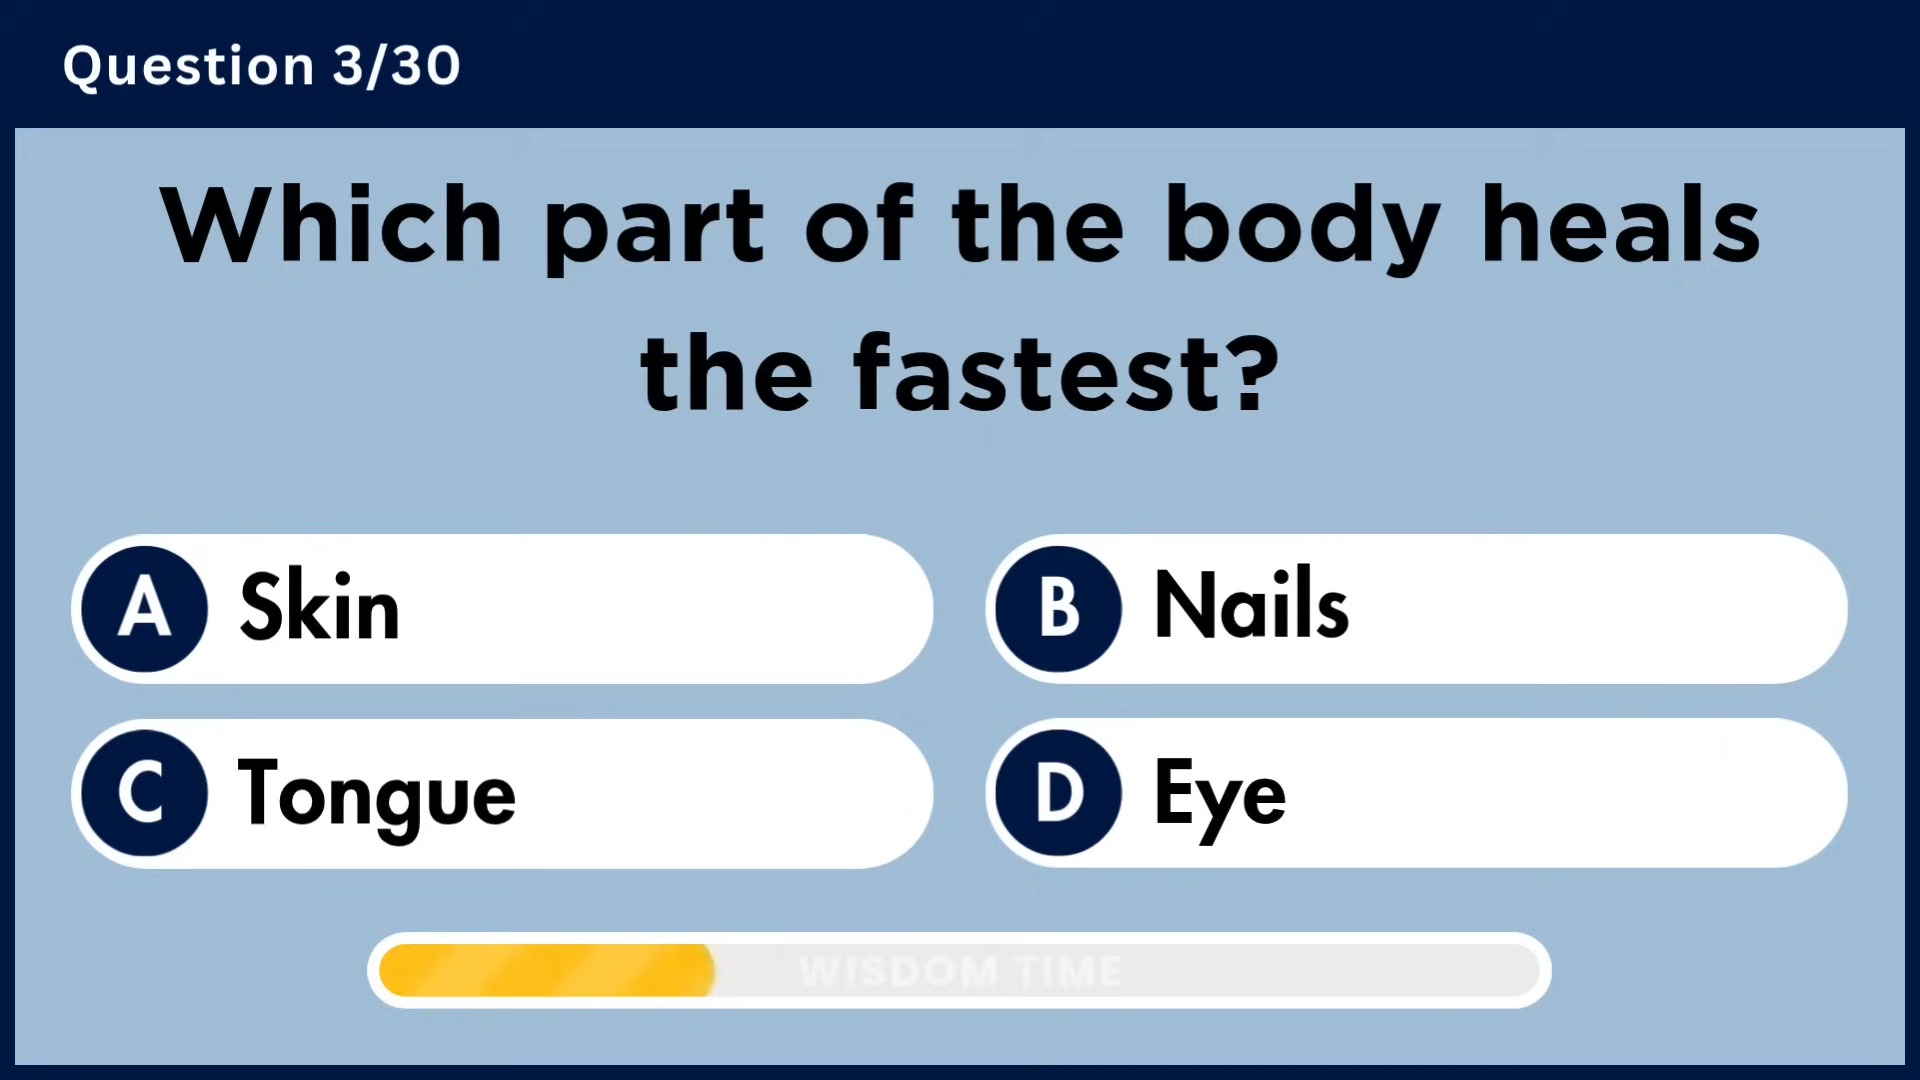 Question 3/30
Which part of the body heals
the fastest?
A Skin
B Nails
C Tongue
D Eye
WISDOM TIME